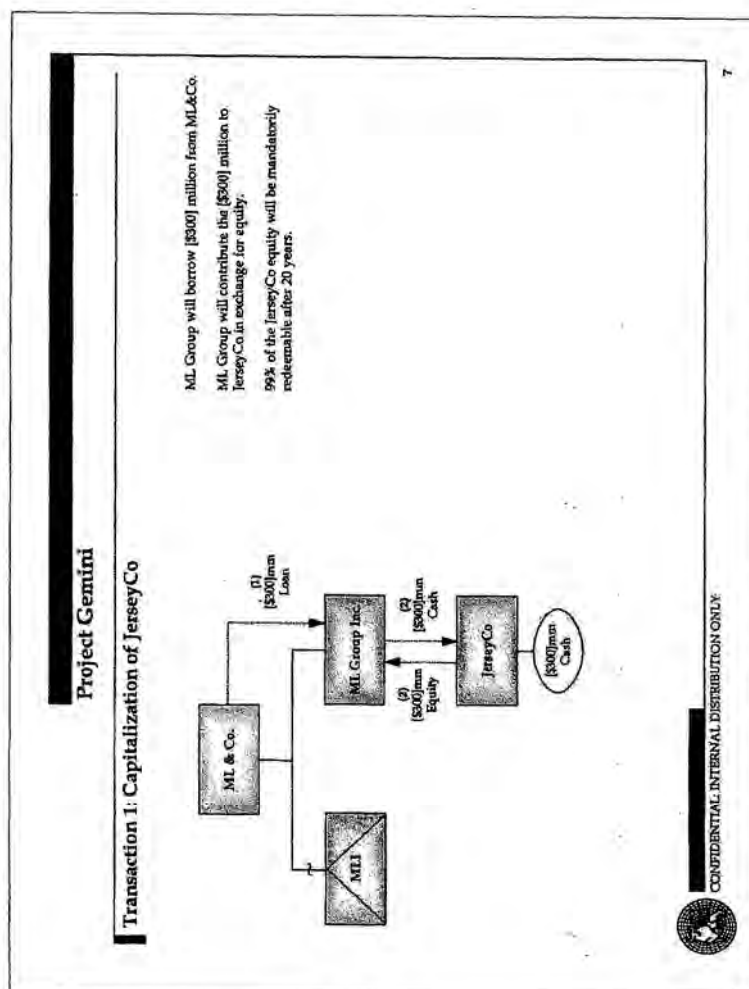 Project Gemini
Transaction 1: Capitalization of JerseyCo
ML & Co.
(1)
[$300]mm
Loan
MLI
ML Group Inc.
(2)
[$300]mm
Equity
(2)
[$300]mm
Cash
JerseyCo
[$300]mm
Cash
ML Group will borrow [$300] million from ML&Co.
ML Group will contribute the [$300] million to
JerseyCo in exchange for equity.
99% of the JerseyCo equity will be mandatorily
redeemable after 20 years.
CONFIDENTIAL: INTERNAL DISTRIBUTION ONLY
7